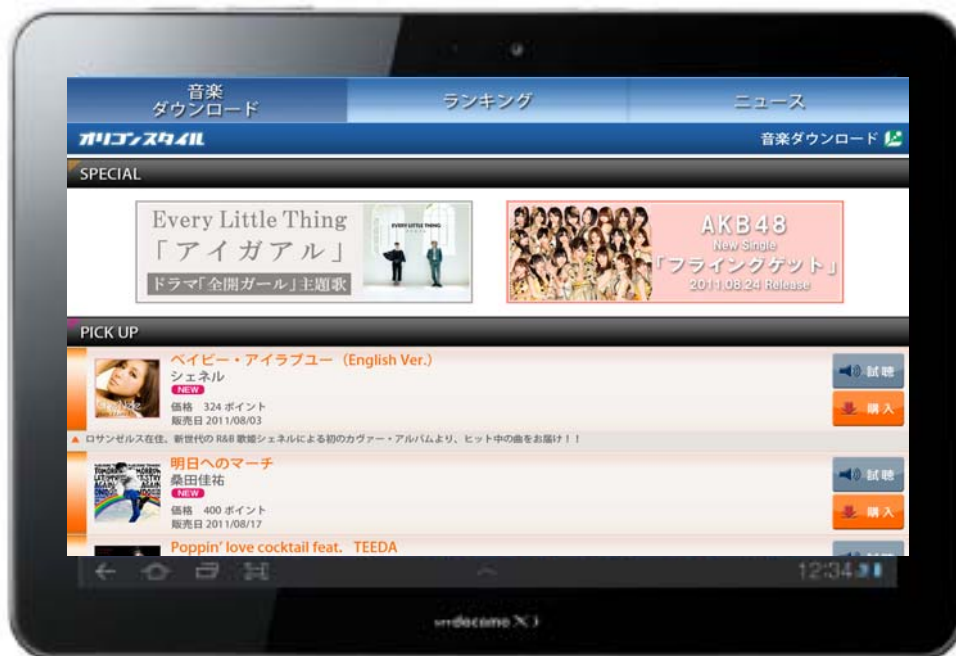 音楽
ダウンロード
ランキング
ニュース
オリコンスタイル
音楽ダウンロード
SPECIAL
Every Little Thing
「アイガアル」
ドラマ「全開ガール」主題歌
EVERY LITTLE THING
AKB48
New Single
「フライングゲット」
2011.08.24 Release
PICK UP
ベイビー・アイラブユー（English Ver.）
シェネル
NEW
価格 324 ポイント
販売日 2011/08/03
試聴
購入
▲ ロサンゼルス在住、新世代の R&B 歌姫シェネルによる初のカヴァー・アルバムより、ヒット中の曲をお届け！！
明日へのマーチ
桑田佳祐
NEW
価格 400 ポイント
販売日 2011/08/17
試聴
購入
Poppin' love cocktail feat. TEEDA
12:34
docomo Xi